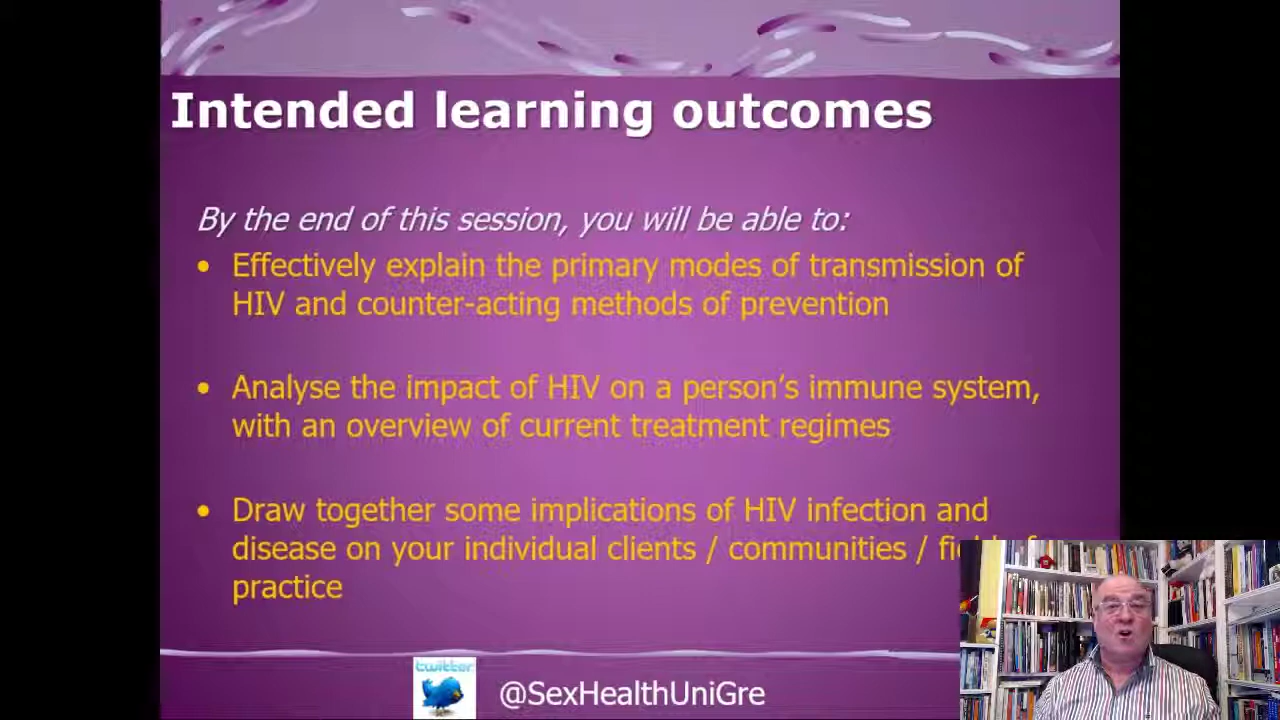 Intended learning outcomes
By the end of this session, you will be able to:
• Effectively explain the primary modes of transmission of
HIV and counter-acting methods of prevention
• Analyse the impact of HIV on a person's immune system,
with an overview of current treatment regimes
• Draw together some implications of HIV infection and
disease on your individual clients / communities /
practice
twitter
@SexHealthUniGre